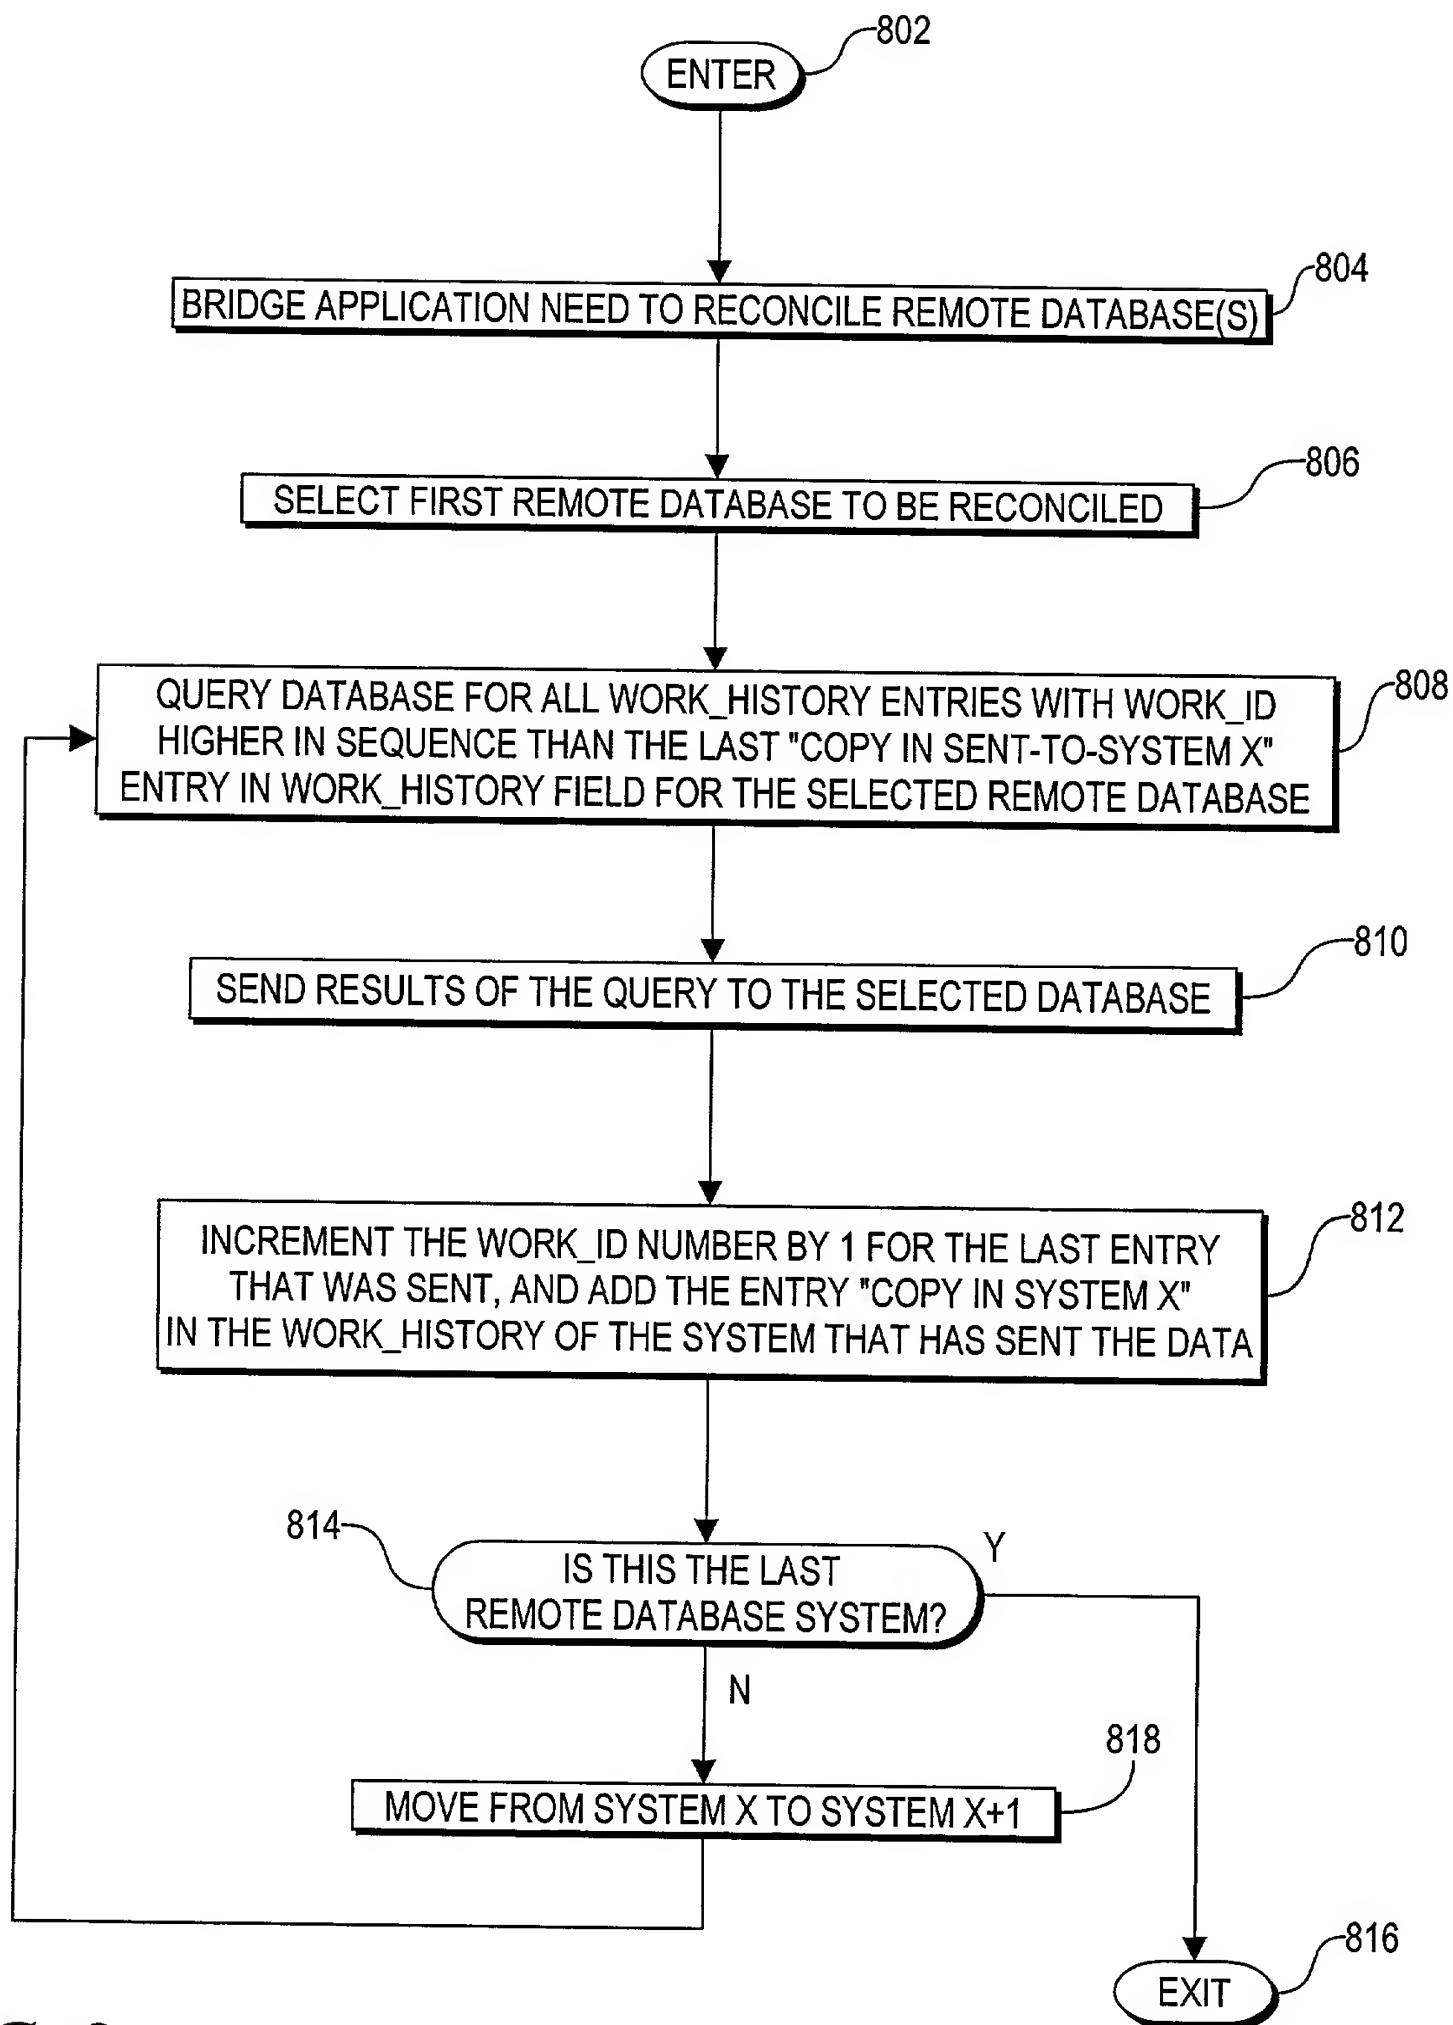 802
ENTER
804
BRIDGE APPLICATION NEED TO RECONCILE REMOTE DATABASE(S)
806
SELECT FIRST REMOTE DATABASE TO BE RECONCILED
808
QUERY DATABASE FOR ALL WORK_HISTORY ENTRIES WITH WORK_ID
HIGHER IN SEQUENCE THAN THE LAST "COPY IN SENT-TO-SYSTEM X"
ENTRY IN WORK_HISTORY FIELD FOR THE SELECTED REMOTE DATABASE
810
SEND RESULTS OF THE QUERY TO THE SELECTED DATABASE
812
INCREMENT THE WORK_ID NUMBER BY 1 FOR THE LAST ENTRY
THAT WAS SENT, AND ADD THE ENTRY "COPY IN SYSTEM X"
IN THE WORK_HISTORY OF THE SYSTEM THAT HAS SENT THE DATA
814
Y
IS THIS THE LAST
REMOTE DATABASE SYSTEM?
N
818
MOVE FROM SYSTEM X TO SYSTEM X+1
816
EXIT